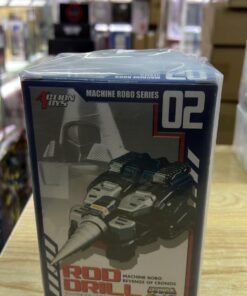 ACTION
TOYS
MACHINE ROBO SERIES
02
ROD
DRILL
MACHINE ROBO:
REVENGE OF CRONOS